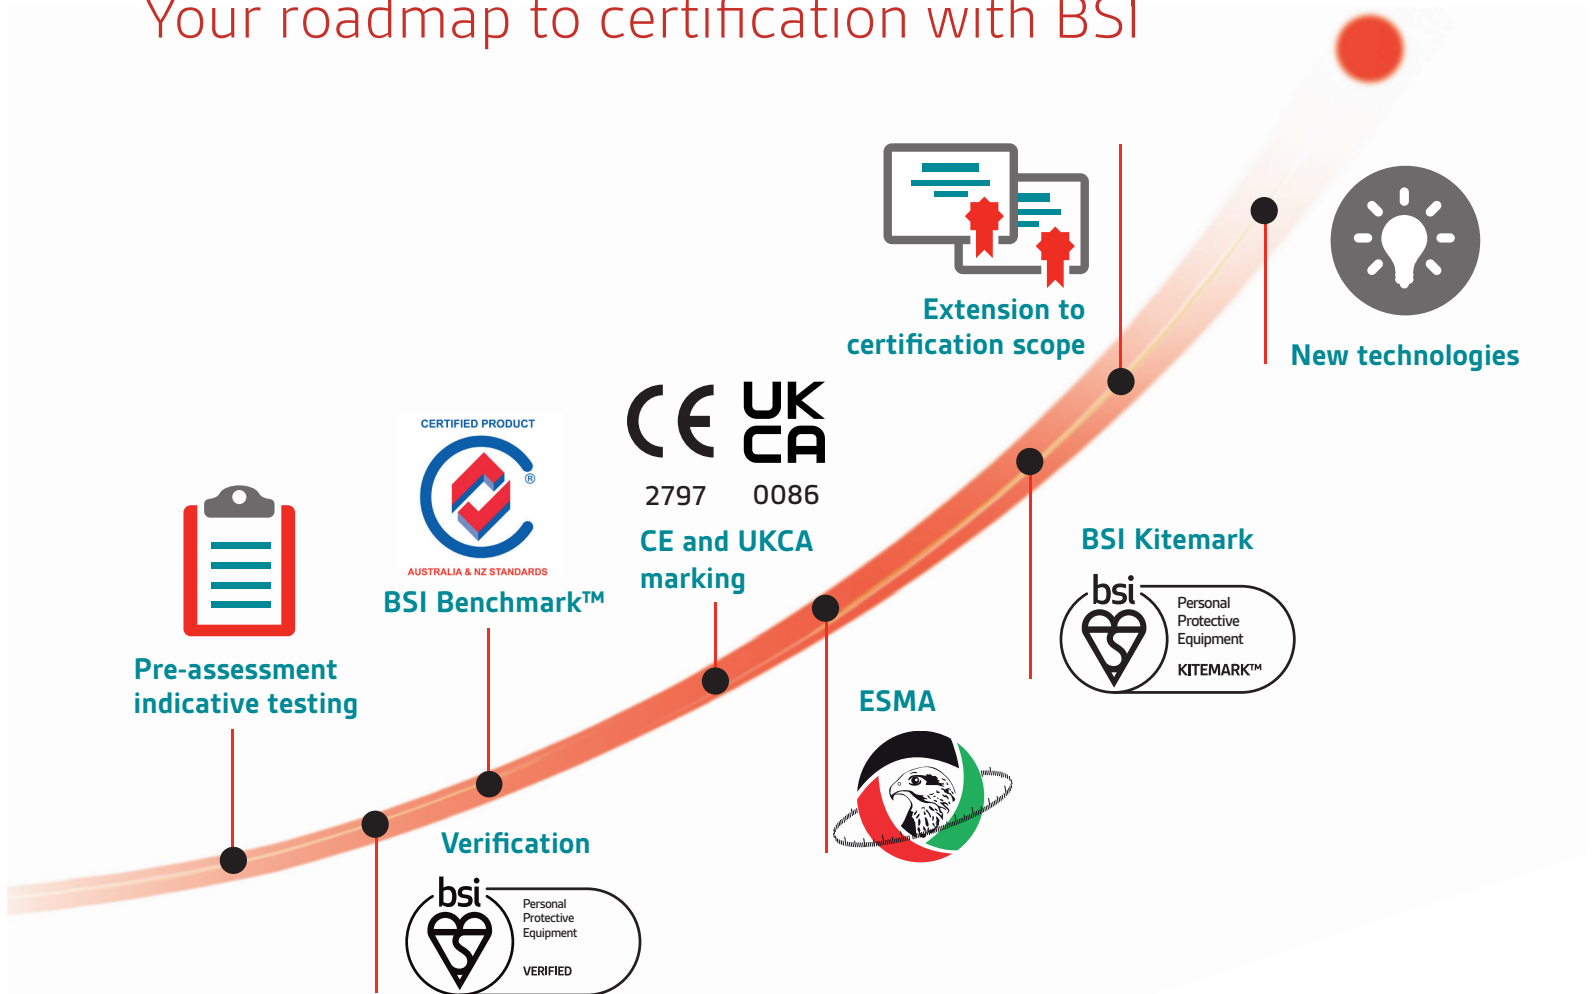 Your roadmap to certification with BSI
Extension to
certification scope
New technologies
CERTIFIED PRODUCT
®
AUSTRALIA & NZ STANDARDS
BSI Benchmark™
CE UK
CA
2797 0086
CE and UKCA
marking
BSI Kitemark
bsi
Personal
Protective
Equipment
KITEMARK™
Pre-assessment
indicative testing
ESMA
Verification
bsi
Personal
Protective
Equipment
VERIFIED